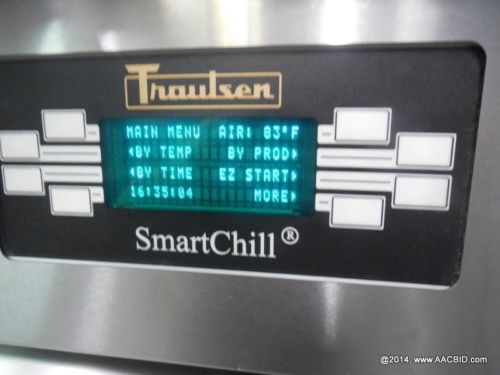 Traulsen
MAIN MENU AIR: 83°F
◂BY TEMP BY PROD▸
◂BY TIME EZ START▸
16:35:04 MORE▸
SmartChill®
@2014, www.AACBID.com